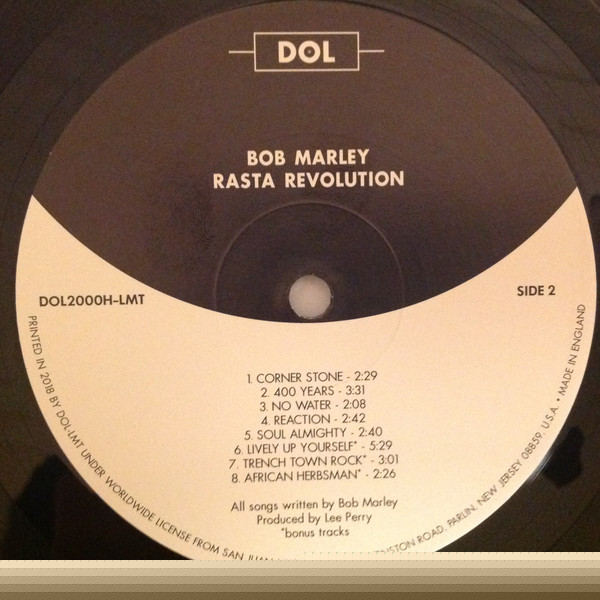 DOL
BOB MARLEY
RASTA REVOLUTION
DOL2000H-LMT
SIDE 2
1. CORNER STONE - 2:29
2. 400 YEARS - 3:31
3. NO WATER - 2:08
4. REACTION - 2:42
5. SOUL ALMIGHTY - 2:40
6. LIVELY UP YOURSELF* - 5:29
7. TRENCH TOWN ROCK* - 3:01
8. AFRICAN HERBSMAN* - 2:26
All songs written by Bob Marley
Produced by Lee Perry
*bonus tracks
PRINTED IN 2018 BY DOL-LMT UNDER WORLDWIDE LICENSE FROM SAN JUAN ROAD, PARLIN, NEW JERSEY 08859, U.S.A. • MADE IN ENGLAND